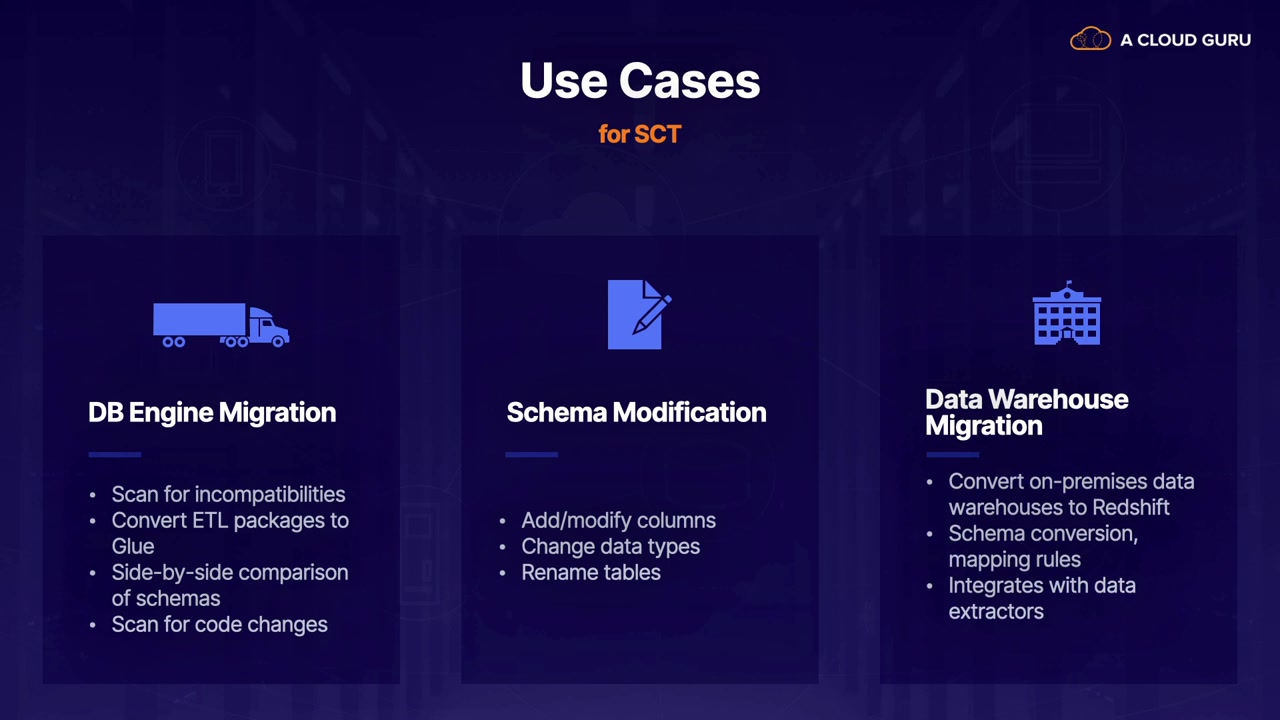 A CLOUD GURU
Use Cases
for SCT
DB Engine Migration
• Scan for incompatibilities
• Convert ETL packages to
Glue
• Side-by-side comparison
of schemas
• Scan for code changes
Schema Modification
• Add/modify columns
• Change data types
• Rename tables
Data Warehouse
Migration
• Convert on-premises data
warehouses to Redshift
• Schema conversion,
mapping rules
• Integrates with data
extractors